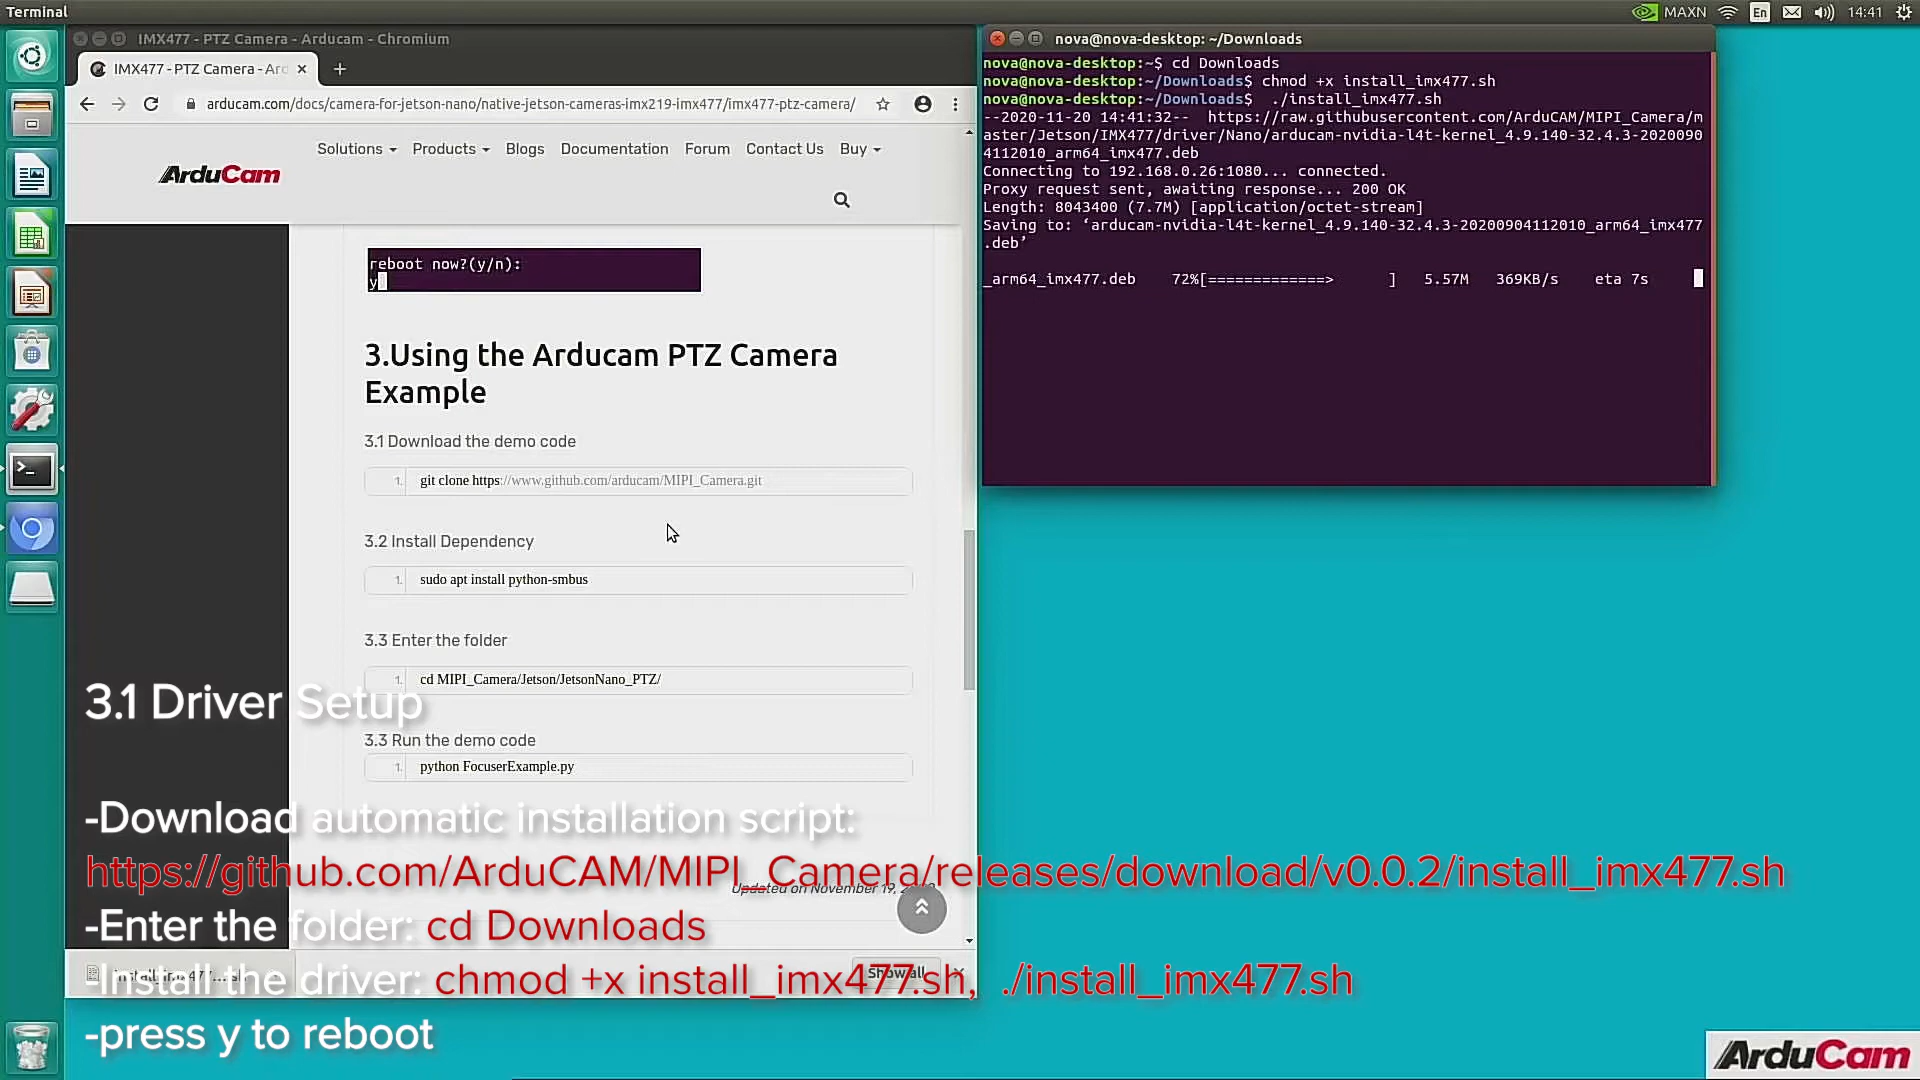 Terminal
MAXN
En
14:41
IMX477 - PTZ Camera - Arducam - Chromium
IMX477 - PTZ Camera - Ard
arducam.com/docs/camera-for-jetson-nano/native-jetson-cameras-imx219-imx477/imx477-ptz-camera/
ArduCam
Solutions
Products
Blogs
Documentation
Forum
Contact Us
Buy
reboot now?(y/n):
y
3.Using the Arducam PTZ Camera
Example
3.1 Download the demo code
1. git clone https://www.github.com/arducam/MIPI_Camera.git
3.2 Install Dependency
1. sudo apt install python-smbus
3.3 Enter the folder
1. cd MIPI_Camera/Jetson/JetsonNano_PTZ/
3.3 Run the demo code
1. python FocuserExample.py
Updated on November 19,
Show all
nova@nova-desktop: ~/Downloads
nova@nova-desktop:~$ cd Downloads
nova@nova-desktop:~/Downloads$ chmod +x install_imx477.sh
nova@nova-desktop:~/Downloads$  ./install_imx477.sh
--2020-11-20 14:41:32--  https://raw.githubusercontent.com/ArduCAM/MIPI_Camera/m
aster/Jetson/IMX477/driver/Nano/arducam-nvidia-l4t-kernel_4.9.140-32.4.3-2020090
4112010_arm64_imx477.deb
Connecting to 192.168.0.26:1080... connected.
Proxy request sent, awaiting response... 200 OK
Length: 8043400 (7.7M) [application/octet-stream]
Saving to: ‘arducam-nvidia-l4t-kernel_4.9.140-32.4.3-20200904112010_arm64_imx477
.deb’
_arm64_imx477.deb    72%[=============>      ]   5.57M   369KB/s    eta 7s
3.1 Driver Setup
-Download automatic installation script:
https://github.com/ArduCAM/MIPI_Camera/releases/download/v0.0.2/install_imx477.sh
-Enter the folder: cd Downloads
-Install the driver: chmod +x install_imx477.sh, ./install_imx477.sh
-press y to reboot
ArduCam